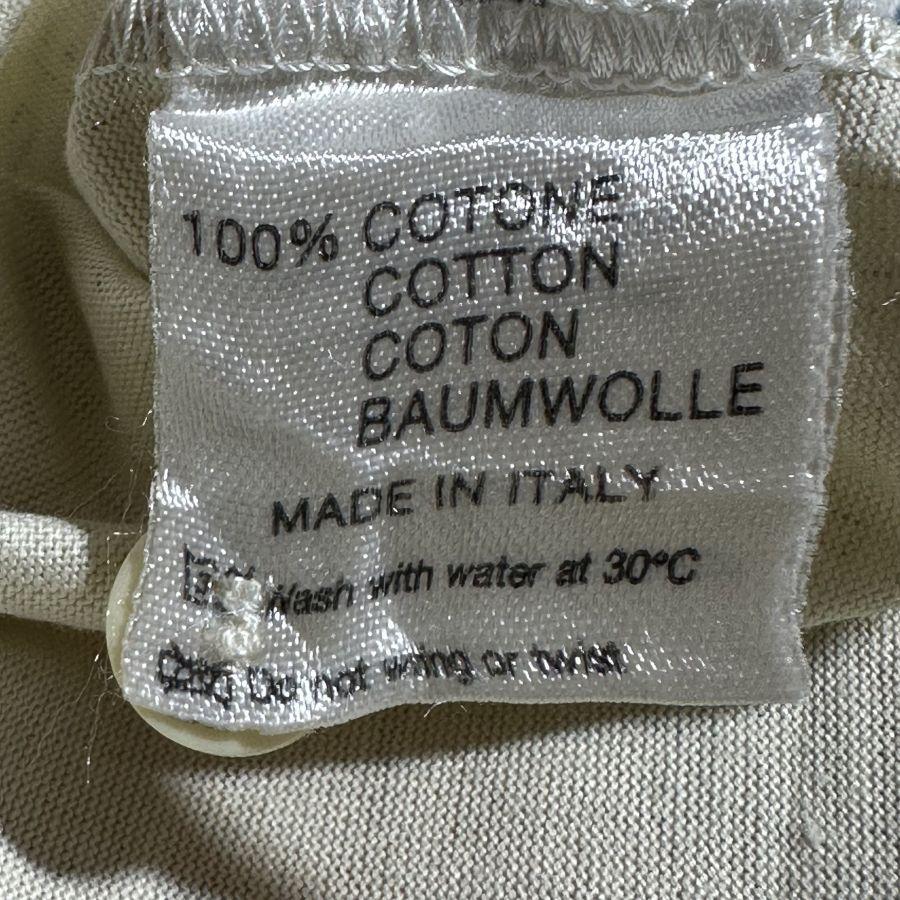 100% COTONE
COTTON
COTON
BAUMWOLLE
MADE IN ITALY
Wash with water at 30°C
Do not wring or twist